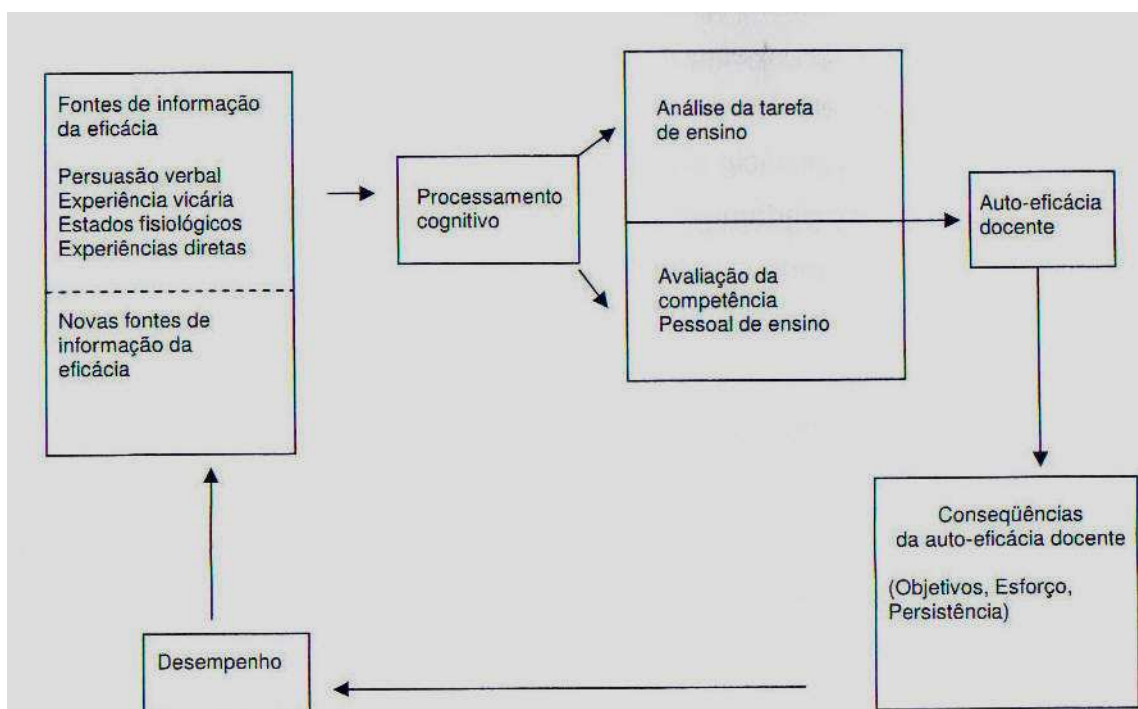 Fontes de informação
da eficácia
Persuasão verbal
Experiência vicária
Estados fisiológicos
Experiências diretas
Novas fontes de
informação da
eficácia
Processamento
cognitivo
Análise da tarefa
de ensino
Avaliação da
competência
Pessoal de ensino
Auto-eficácia
docente
Conseqüências
da auto-eficácia docente
(Objetivos, Esforço,
Persistência)
Desempenho